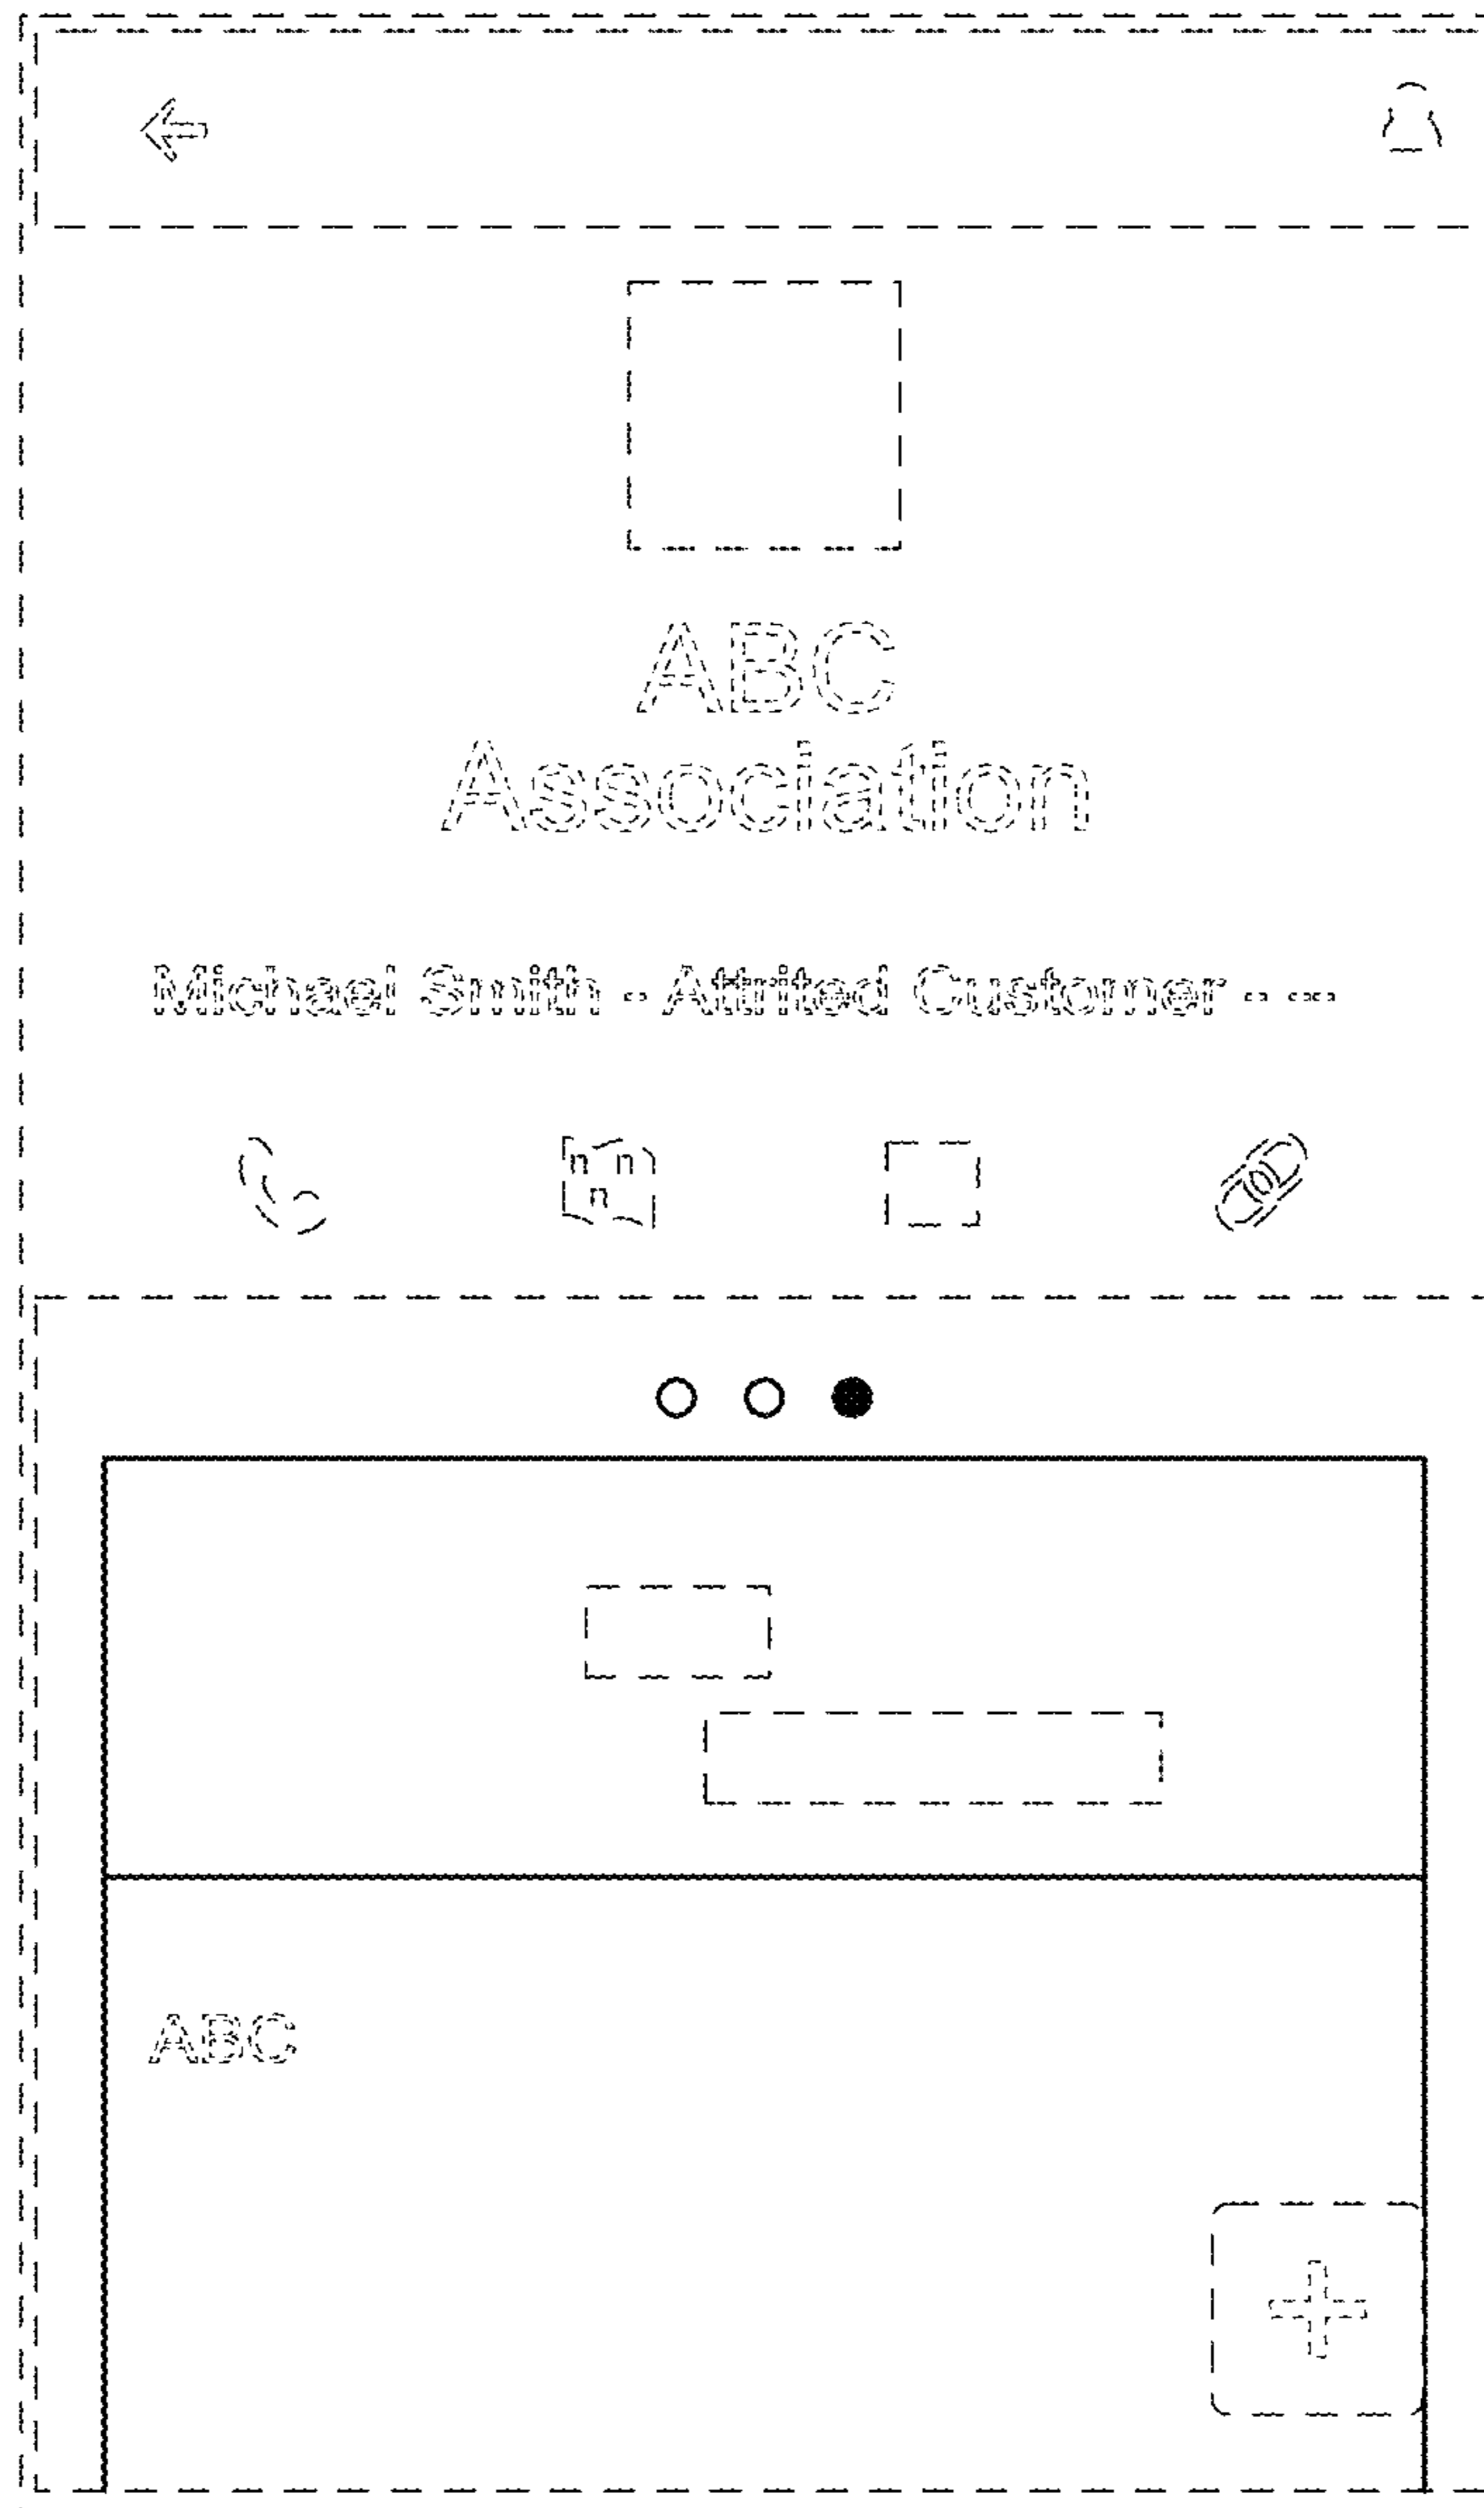 ABC
Association
Michael Smith - Attrited Customer - ---
ABC